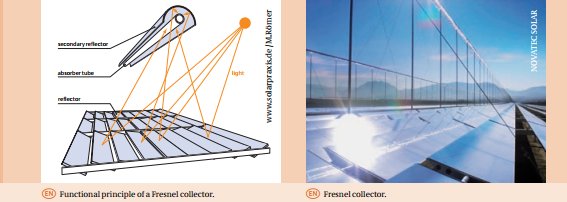 secondary reflector
absorber tube
reflector
light
www.solarpraxis.de / M.Römer
NOVATEC SOLAR
EN Functional principle of a Fresnel collector.
EN Fresnel collector.